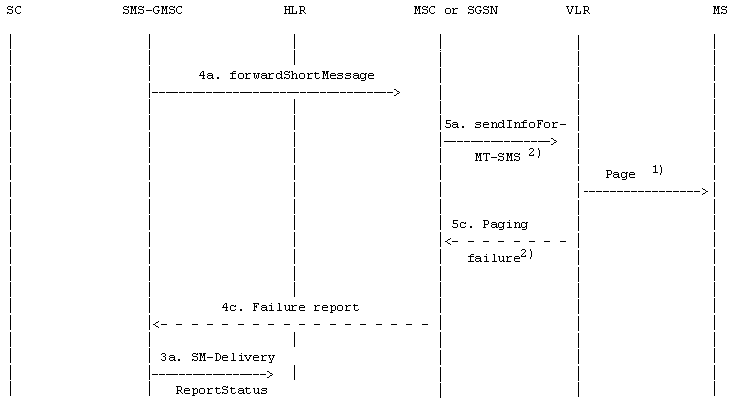 SC SMS-GMSC HLR MSC or SGSN VLR MS
4a. forwardShortMessage
5a. sendInfoFor-
MT-SMS 2)
Page 1)
5c. Paging
failure2)
4c. Failure report
3a. SM-Delivery
ReportStatus